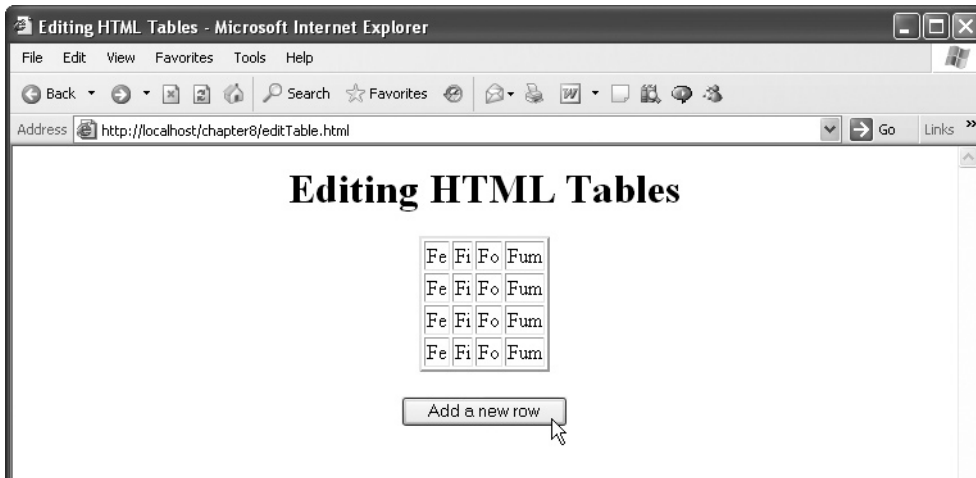 Editing HTML Tables - Microsoft Internet Explorer
File Edit View Favorites Tools Help
Back Search Favorites
Address http://localhost/chapter8/editTable.html Go Links »
Editing HTML Tables
Fe Fi Fo Fum
Fe Fi Fo Fum
Fe Fi Fo Fum
Fe Fi Fo Fum
Add a new row